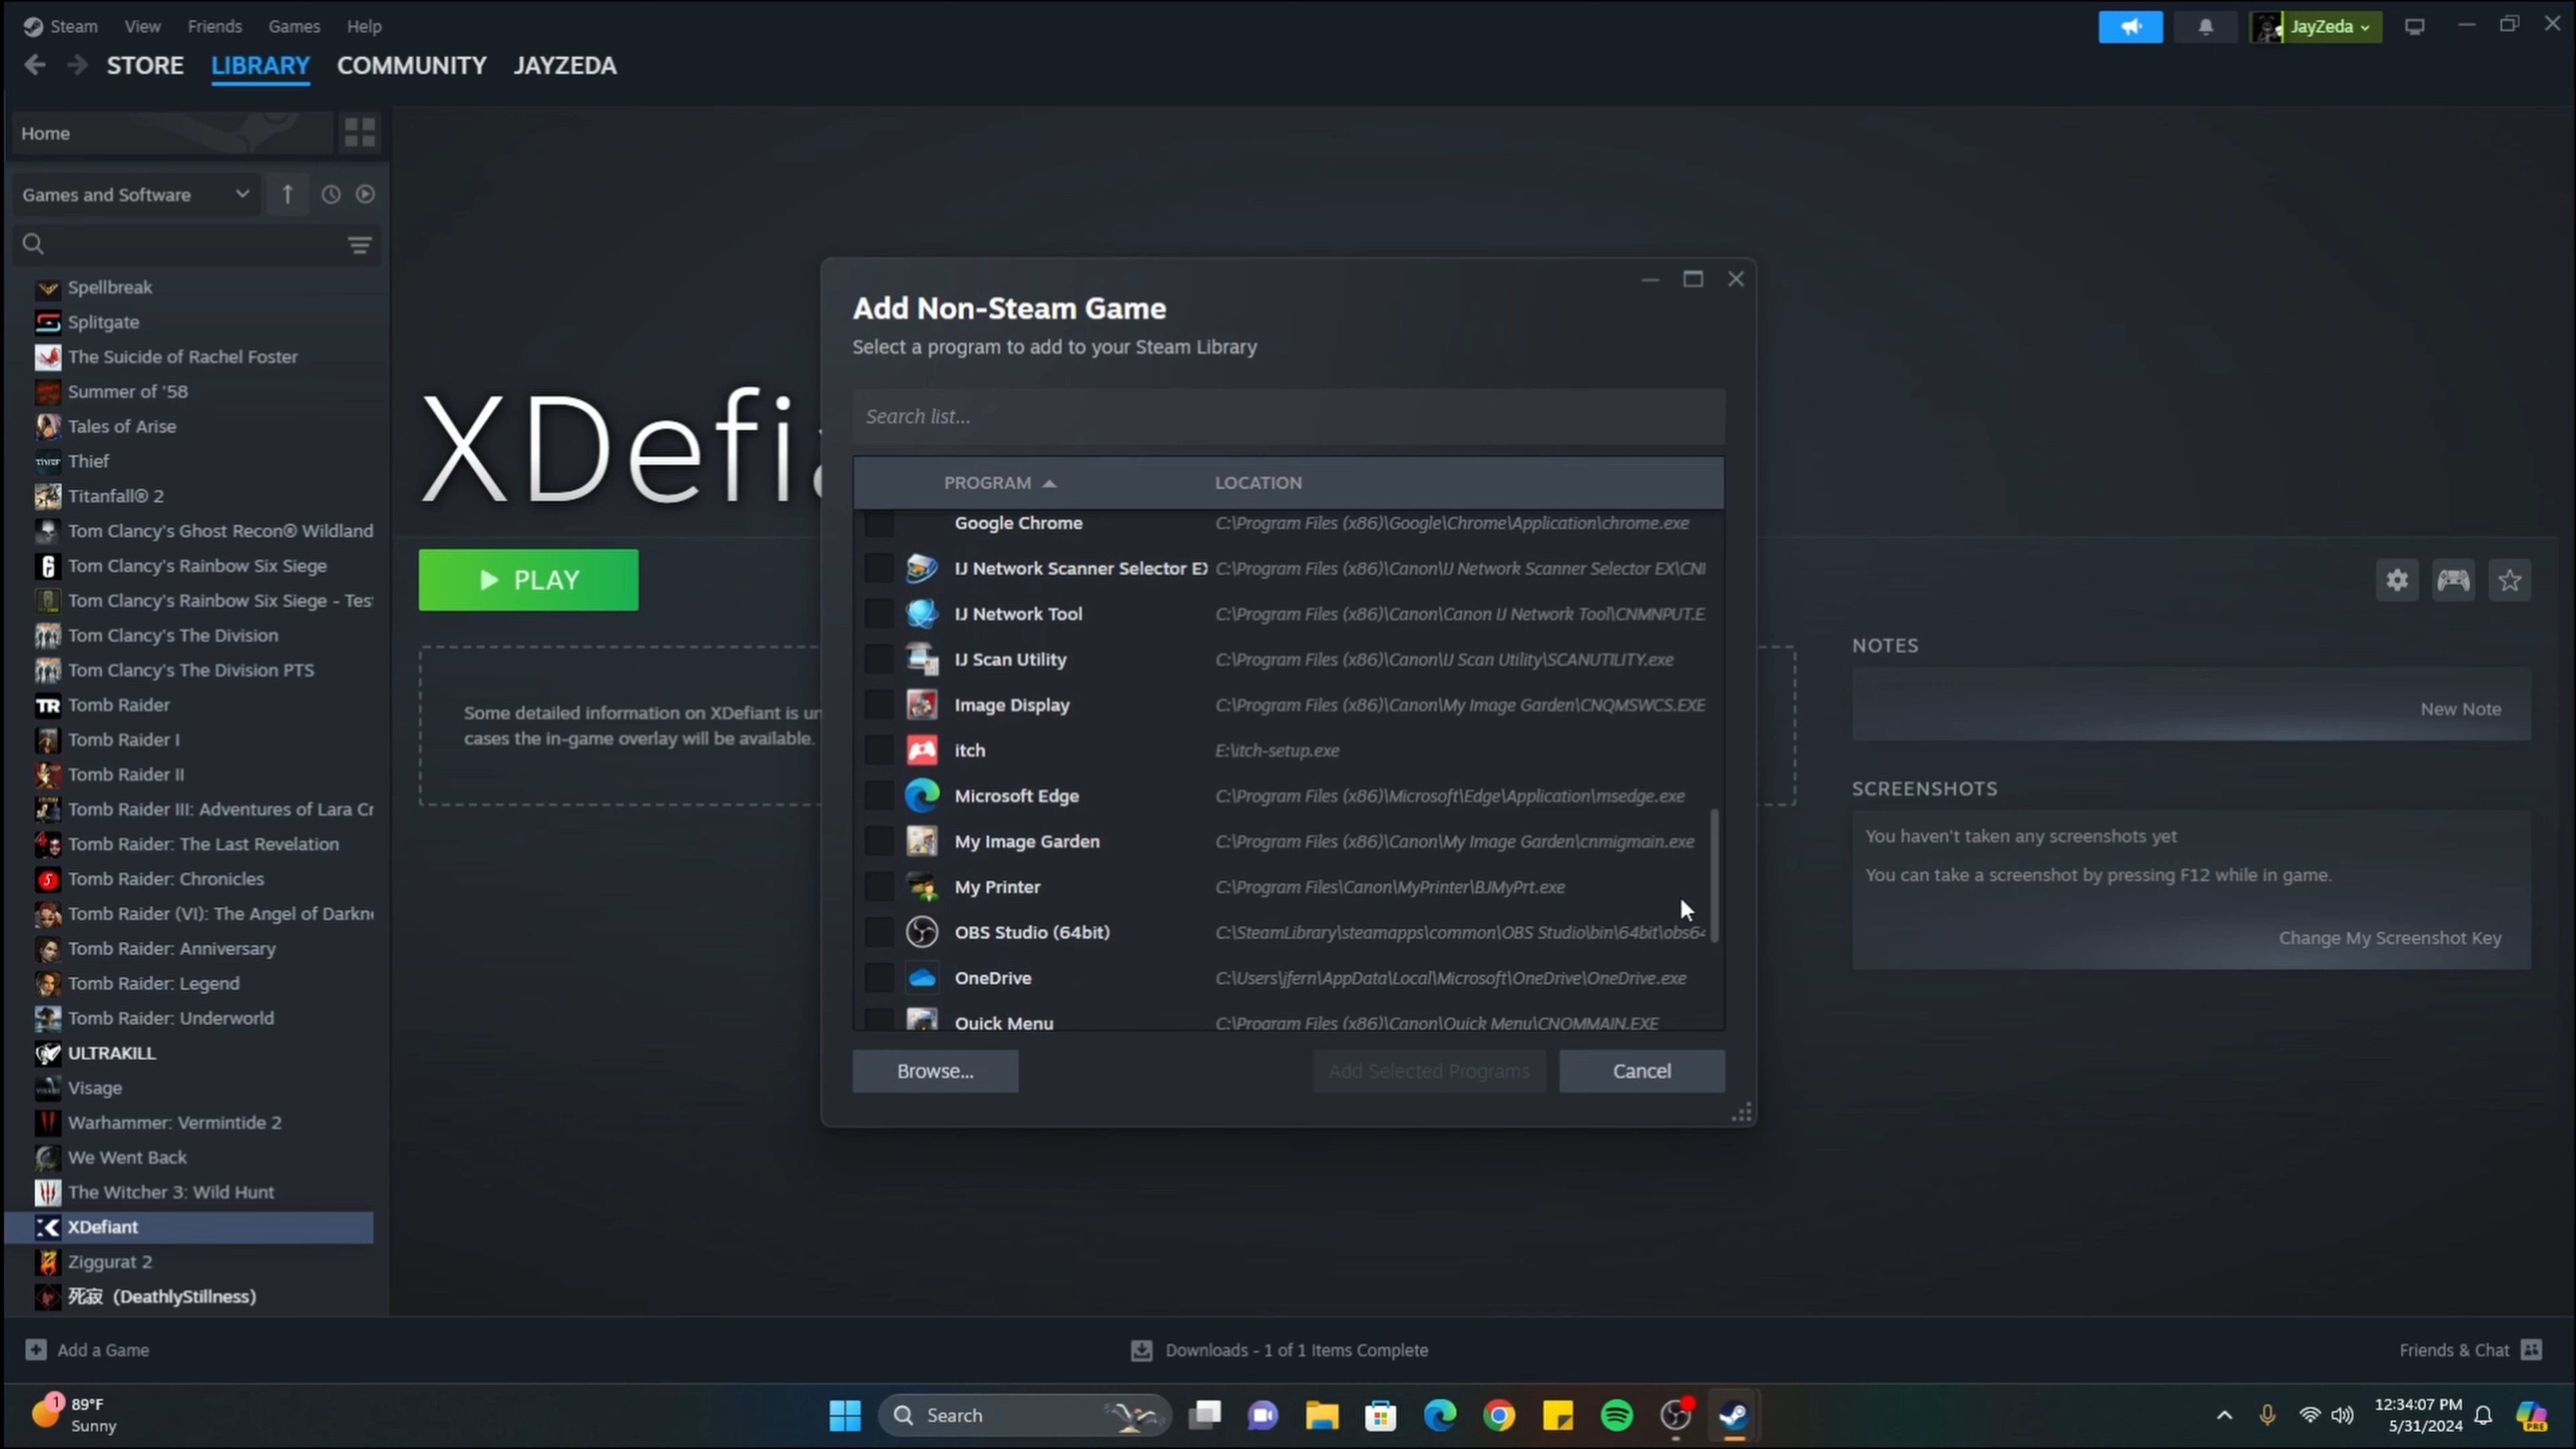 Steam View Friends Games Help
JayZeda
STORE LIBRARY COMMUNITY JAYZEDA
Home
Games and Software
Spellbreak
Splitgate
The Suicide of Rachel Foster
Summer of '58
Tales of Arise
Thief
Titanfall® 2
Tom Clancy's Ghost Recon® Wildland
Tom Clancy's Rainbow Six Siege
Tom Clancy's Rainbow Six Siege - Tes
Tom Clancy's The Division
Tom Clancy's The Division PTS
Tomb Raider
Tomb Raider I
Tomb Raider II
Tomb Raider III: Adventures of Lara Cr
Tomb Raider: The Last Revelation
Tomb Raider: Chronicles
Tomb Raider (VI): The Angel of Darkne
Tomb Raider: Anniversary
Tomb Raider: Legend
Tomb Raider: Underworld
ULTRAKILL
Visage
Warhammer: Vermintide 2
We Went Back
The Witcher 3: Wild Hunt
XDefiant
Ziggurat 2
死寂（DeathlyStillness）
XDefia
PLAY
Some detailed information on XDefiant is un
cases the in-game overlay will be available.
Add Non-Steam Game
Select a program to add to your Steam Library
Search list...
PROGRAM LOCATION
Google Chrome C:\Program Files (x86)\Google\Chrome\Application\chrome.exe
IJ Network Scanner Selector EX C:\Program Files (x86)\Canon\IJ Network Scanner Selector EX\CNI
IJ Network Tool C:\Program Files (x86)\Canon\Canon IJ Network Tool\CNMNPUT.E
IJ Scan Utility C:\Program Files (x86)\Canon\IJ Scan Utility\SCANUTILITY.exe
Image Display C:\Program Files (x86)\Canon\My Image Garden\CNQMSWCS.EXE
itch E:\itch-setup.exe
Microsoft Edge C:\Program Files (x86)\Microsoft\Edge\Application\msedge.exe
My Image Garden C:\Program Files (x86)\Canon\My Image Garden\cnmigmain.exe
My Printer C:\Program Files\Canon\MyPrinter\BJMyPrt.exe
OBS Studio (64bit) C:\SteamLibrary\steamapps\common\OBS Studio\bin\64bit\obs64
OneDrive C:\Users\jfern\AppData\Local\Microsoft\OneDrive\OneDrive.exe
Quick Menu C:\Program Files (x86)\Canon\Quick Menu\CNQMMAIN.EXE
Browse... Add Selected Programs Cancel
NOTES
New Note
SCREENSHOTS
You haven't taken any screenshots yet
You can take a screenshot by pressing F12 while in game.
Change My Screenshot Key
Add a Game
Downloads - 1 of 1 Items Complete
Friends & Chat
1
89°F
Sunny
Search
12:34:07 PM
5/31/2024
PRE